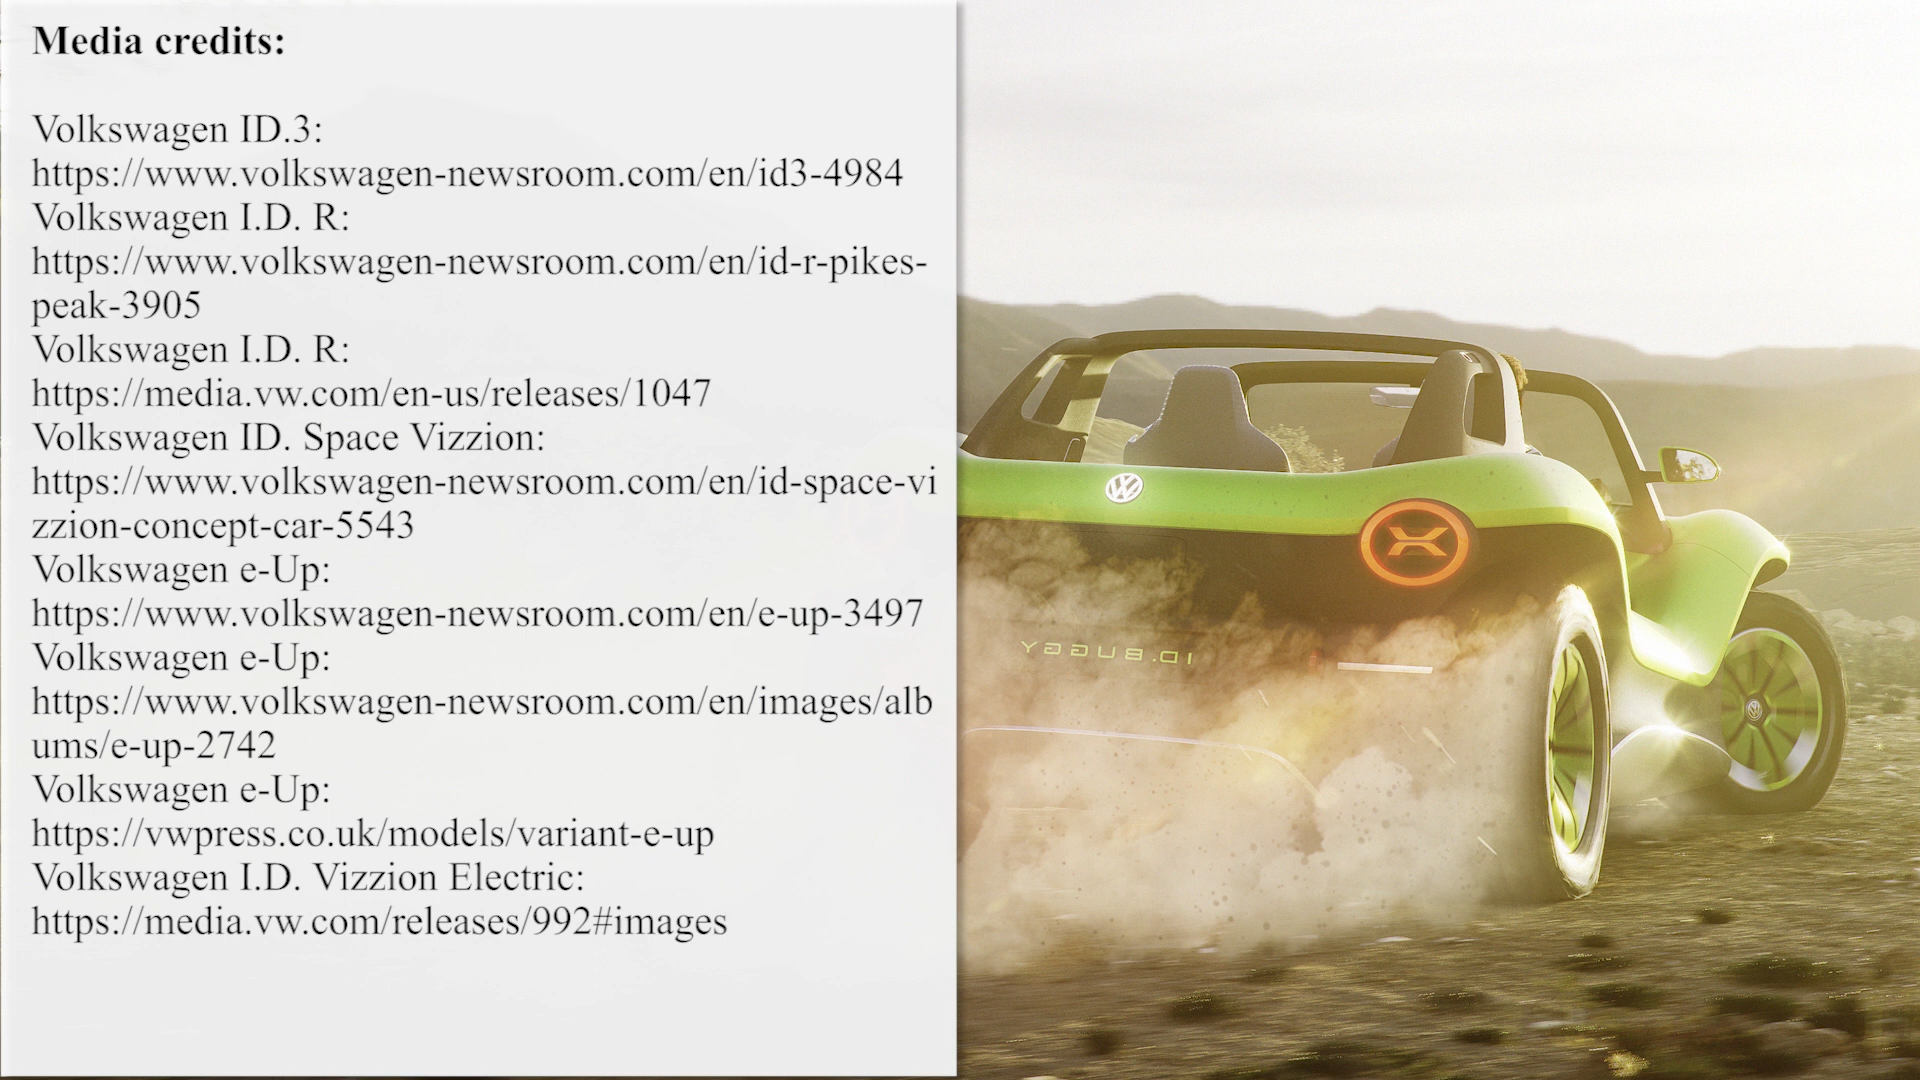 Media credits:
Volkswagen ID.3:
https://www.volkswagen-newsroom.com/en/id3-4984
Volkswagen I.D. R:
https://www.volkswagen-newsroom.com/en/id-r-pikes-
peak-3905
Volkswagen I.D. R:
https://media.vw.com/en-us/releases/1047
Volkswagen ID. Space Vizzion:
https://www.volkswagen-newsroom.com/en/id-space-vi
zzion-concept-car-5543
Volkswagen e-Up:
https://www.volkswagen-newsroom.com/en/e-up-3497
Volkswagen e-Up:
https://www.volkswagen-newsroom.com/en/images/alb
ums/e-up-2742
Volkswagen e-Up:
https://vwpress.co.uk/models/variant-e-up
Volkswagen I.D. Vizzion Electric:
https://media.vw.com/releases/992#images
ID.BUGGY